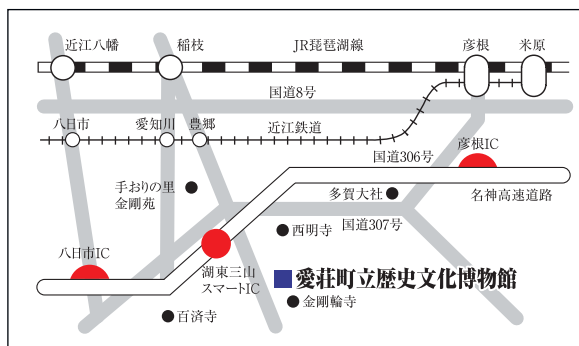 近江八幡
稲枝
JR琵琶湖線
彦根
米原
国道8号
八日市
愛知川
豊郷
近江鉄道
彦根IC
国道306号
手おりの里
金剛苑
多賀大社
名神高速道路
国道307号
西明寺
八日市IC
湖東三山
スマートIC
愛荘町立歴史文化博物館
金剛輪寺
百済寺